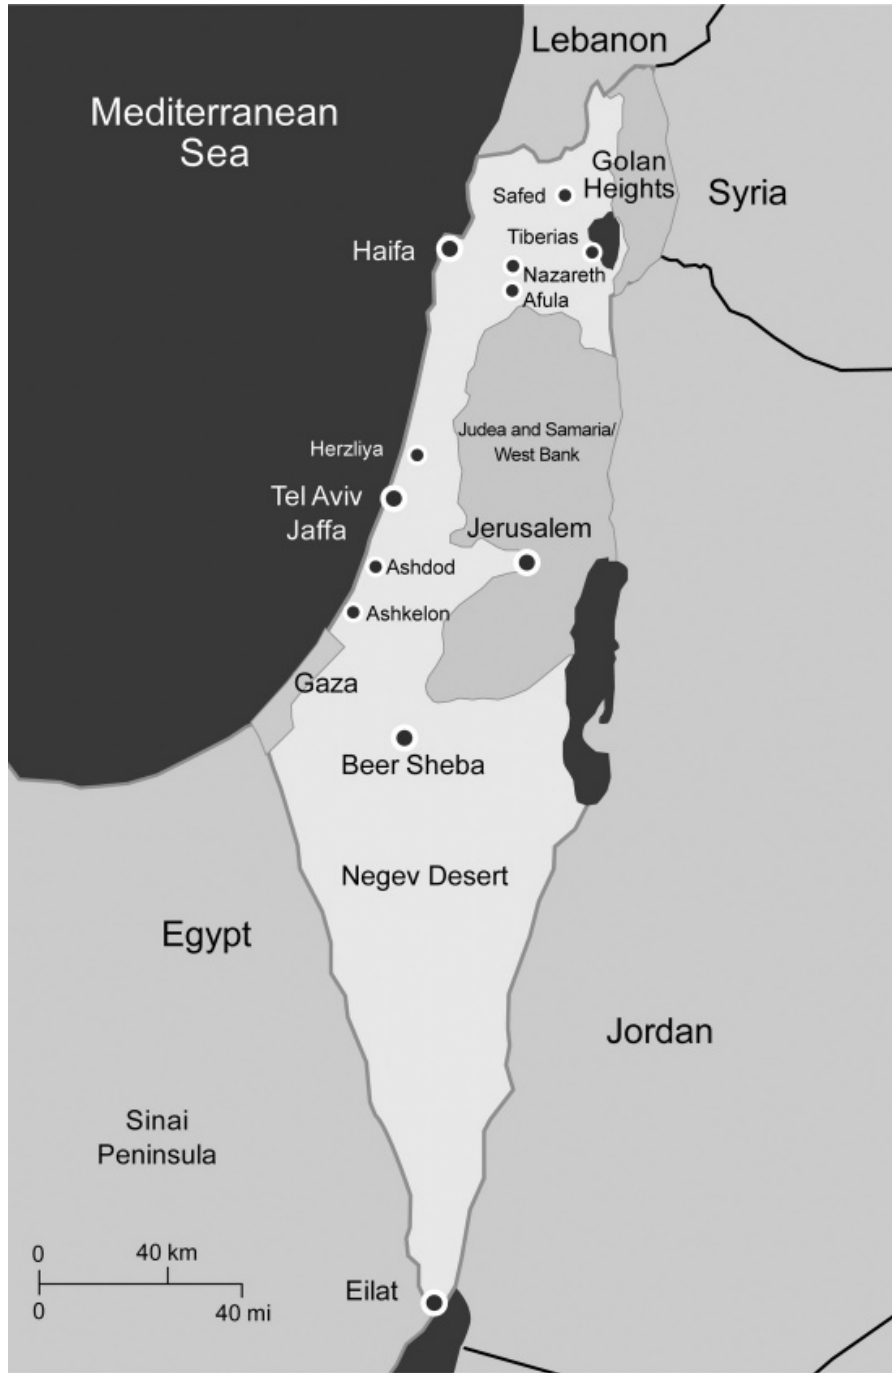 Lebanon
Mediterranean
Sea
Golan
Heights
Syria
Safed
Tiberias
Haifa
Nazareth
Afula
Judea and Samaria/
West Bank
Herzliya
Tel Aviv
Jaffa
Jerusalem
Ashdod
Ashkelon
Gaza
Beer Sheba
Negev Desert
Egypt
Jordan
Sinai
Peninsula
0 40 km
0 40 mi
Eilat